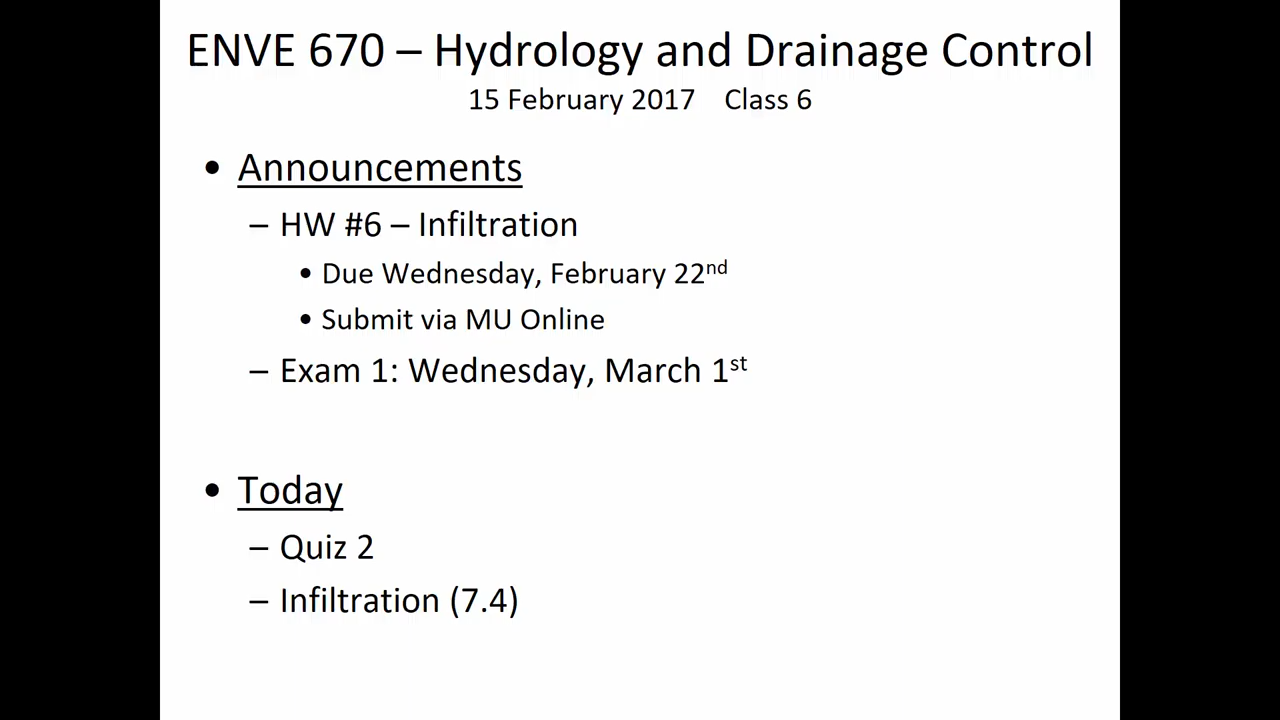 ENVE 670 – Hydrology and Drainage Control
15 February 2017 Class 6
• Announcements
– HW #6 – Infiltration
• Due Wednesday, February 22nd
• Submit via MU Online
– Exam 1: Wednesday, March 1st
• Today
– Quiz 2
– Infiltration (7.4)